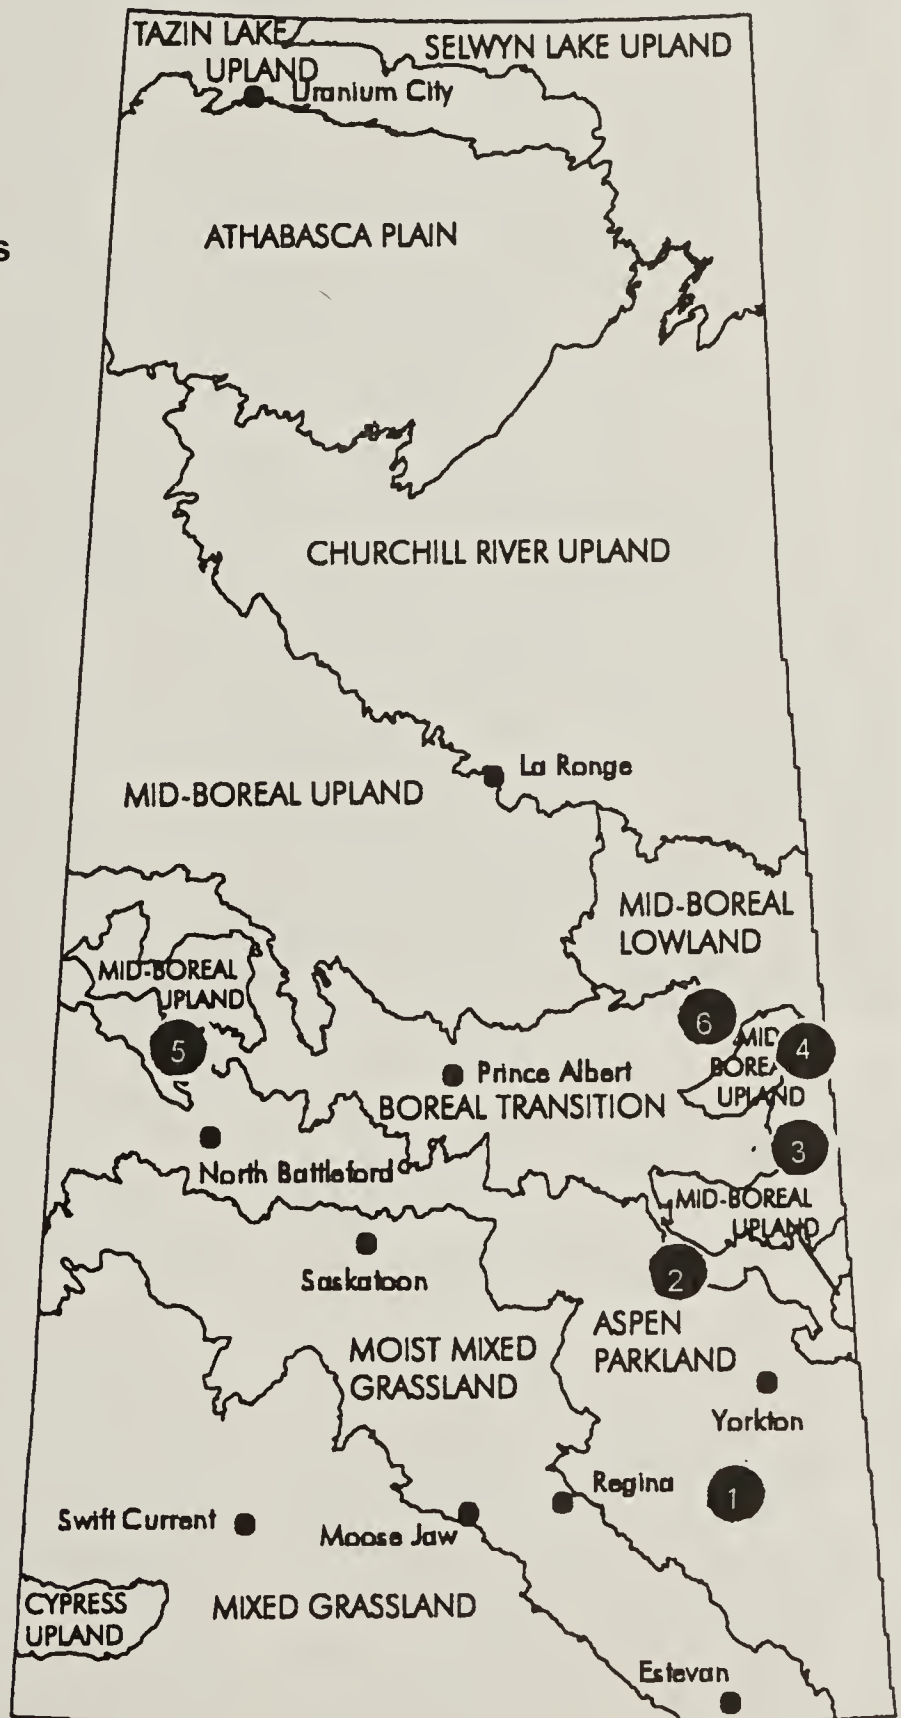 TAZIN LAKE
UPLAND
SELWYN LAKE UPLAND
Uranium City
s
ATHABASCA PLAIN
CHURCHILL RIVER UPLAND
La Ronge
MID-BOREAL UPLAND
MID-BOREAL
LOWLAND
MID-BOREAL
UPLAND
6
5
4
MID
BOREA
UPLAND
Prince Albert
BOREAL TRANSITION
3
North Battleford
MID-BOREAL
UPLAND
Saskatoon
2
ASPEN
PARKLAND
MOIST MIXED
GRASSLAND
Yorkton
Regina
1
Swift Current
Moose Jaw
CYPRESS
UPLAND
MIXED GRASSLAND
Estevan